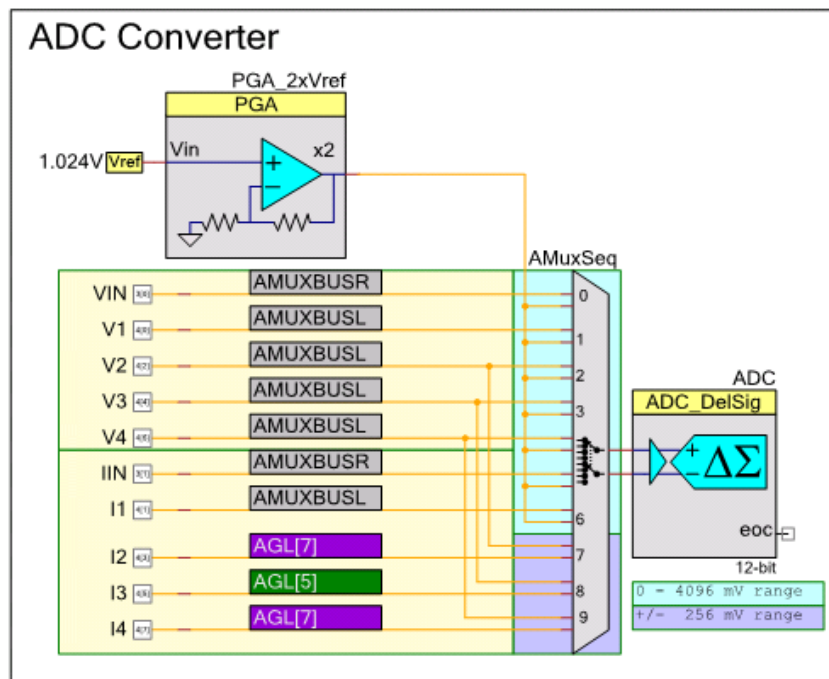 ADC Converter
PGA_2xVref
PGA
1.024V Vref Vin x2
+
−
AMuxSeq
VIN AMUXBUSR 0
V1 AMUXBUSL 1
V2 AMUXBUSL 2
V3 AMUXBUSL 3
V4 AMUXBUSL
IIN AMUXBUSR
I1 AMUXBUSL 6
I2 AGL[7] 7
I3 AGL[5] 8
I4 AGL[7] 9
ADC
ADC_DelSig
+
− ΔΣ
eoc
12-bit
0 - 4096 mV range
+/- 256 mV range